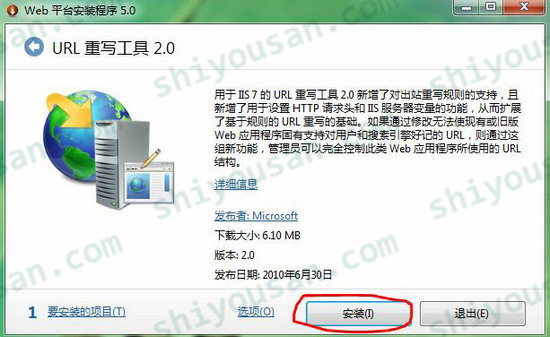 Web 平台安装程序 5.0
URL 重写工具 2.0
用于 IIS 7 的 URL 重写工具 2.0 新增了对出站重写规则的支持，且
新增了用于设置 HTTP 请求头和 IIS 服务器变量的功能，从而扩展
了基于规则的 URL 重写的基础。如果通过修改无法使现有或旧版
Web 应用程序固有支持对用户和搜索引擎好记的 URL，则通过这
组新功能，管理员可以完全控制此类 Web 应用程序所使用的 URL
结构。
详细信息
发布者: Microsoft
下载大小: 6.10 MB
版本: 2.0
发布日期: 2010年6月30日
1 要安装的项目(T) 选项(O) 安装(I) 退出(E)
shiyousan.com
shiyousan.com
shiyousan.com
shiyousan.com